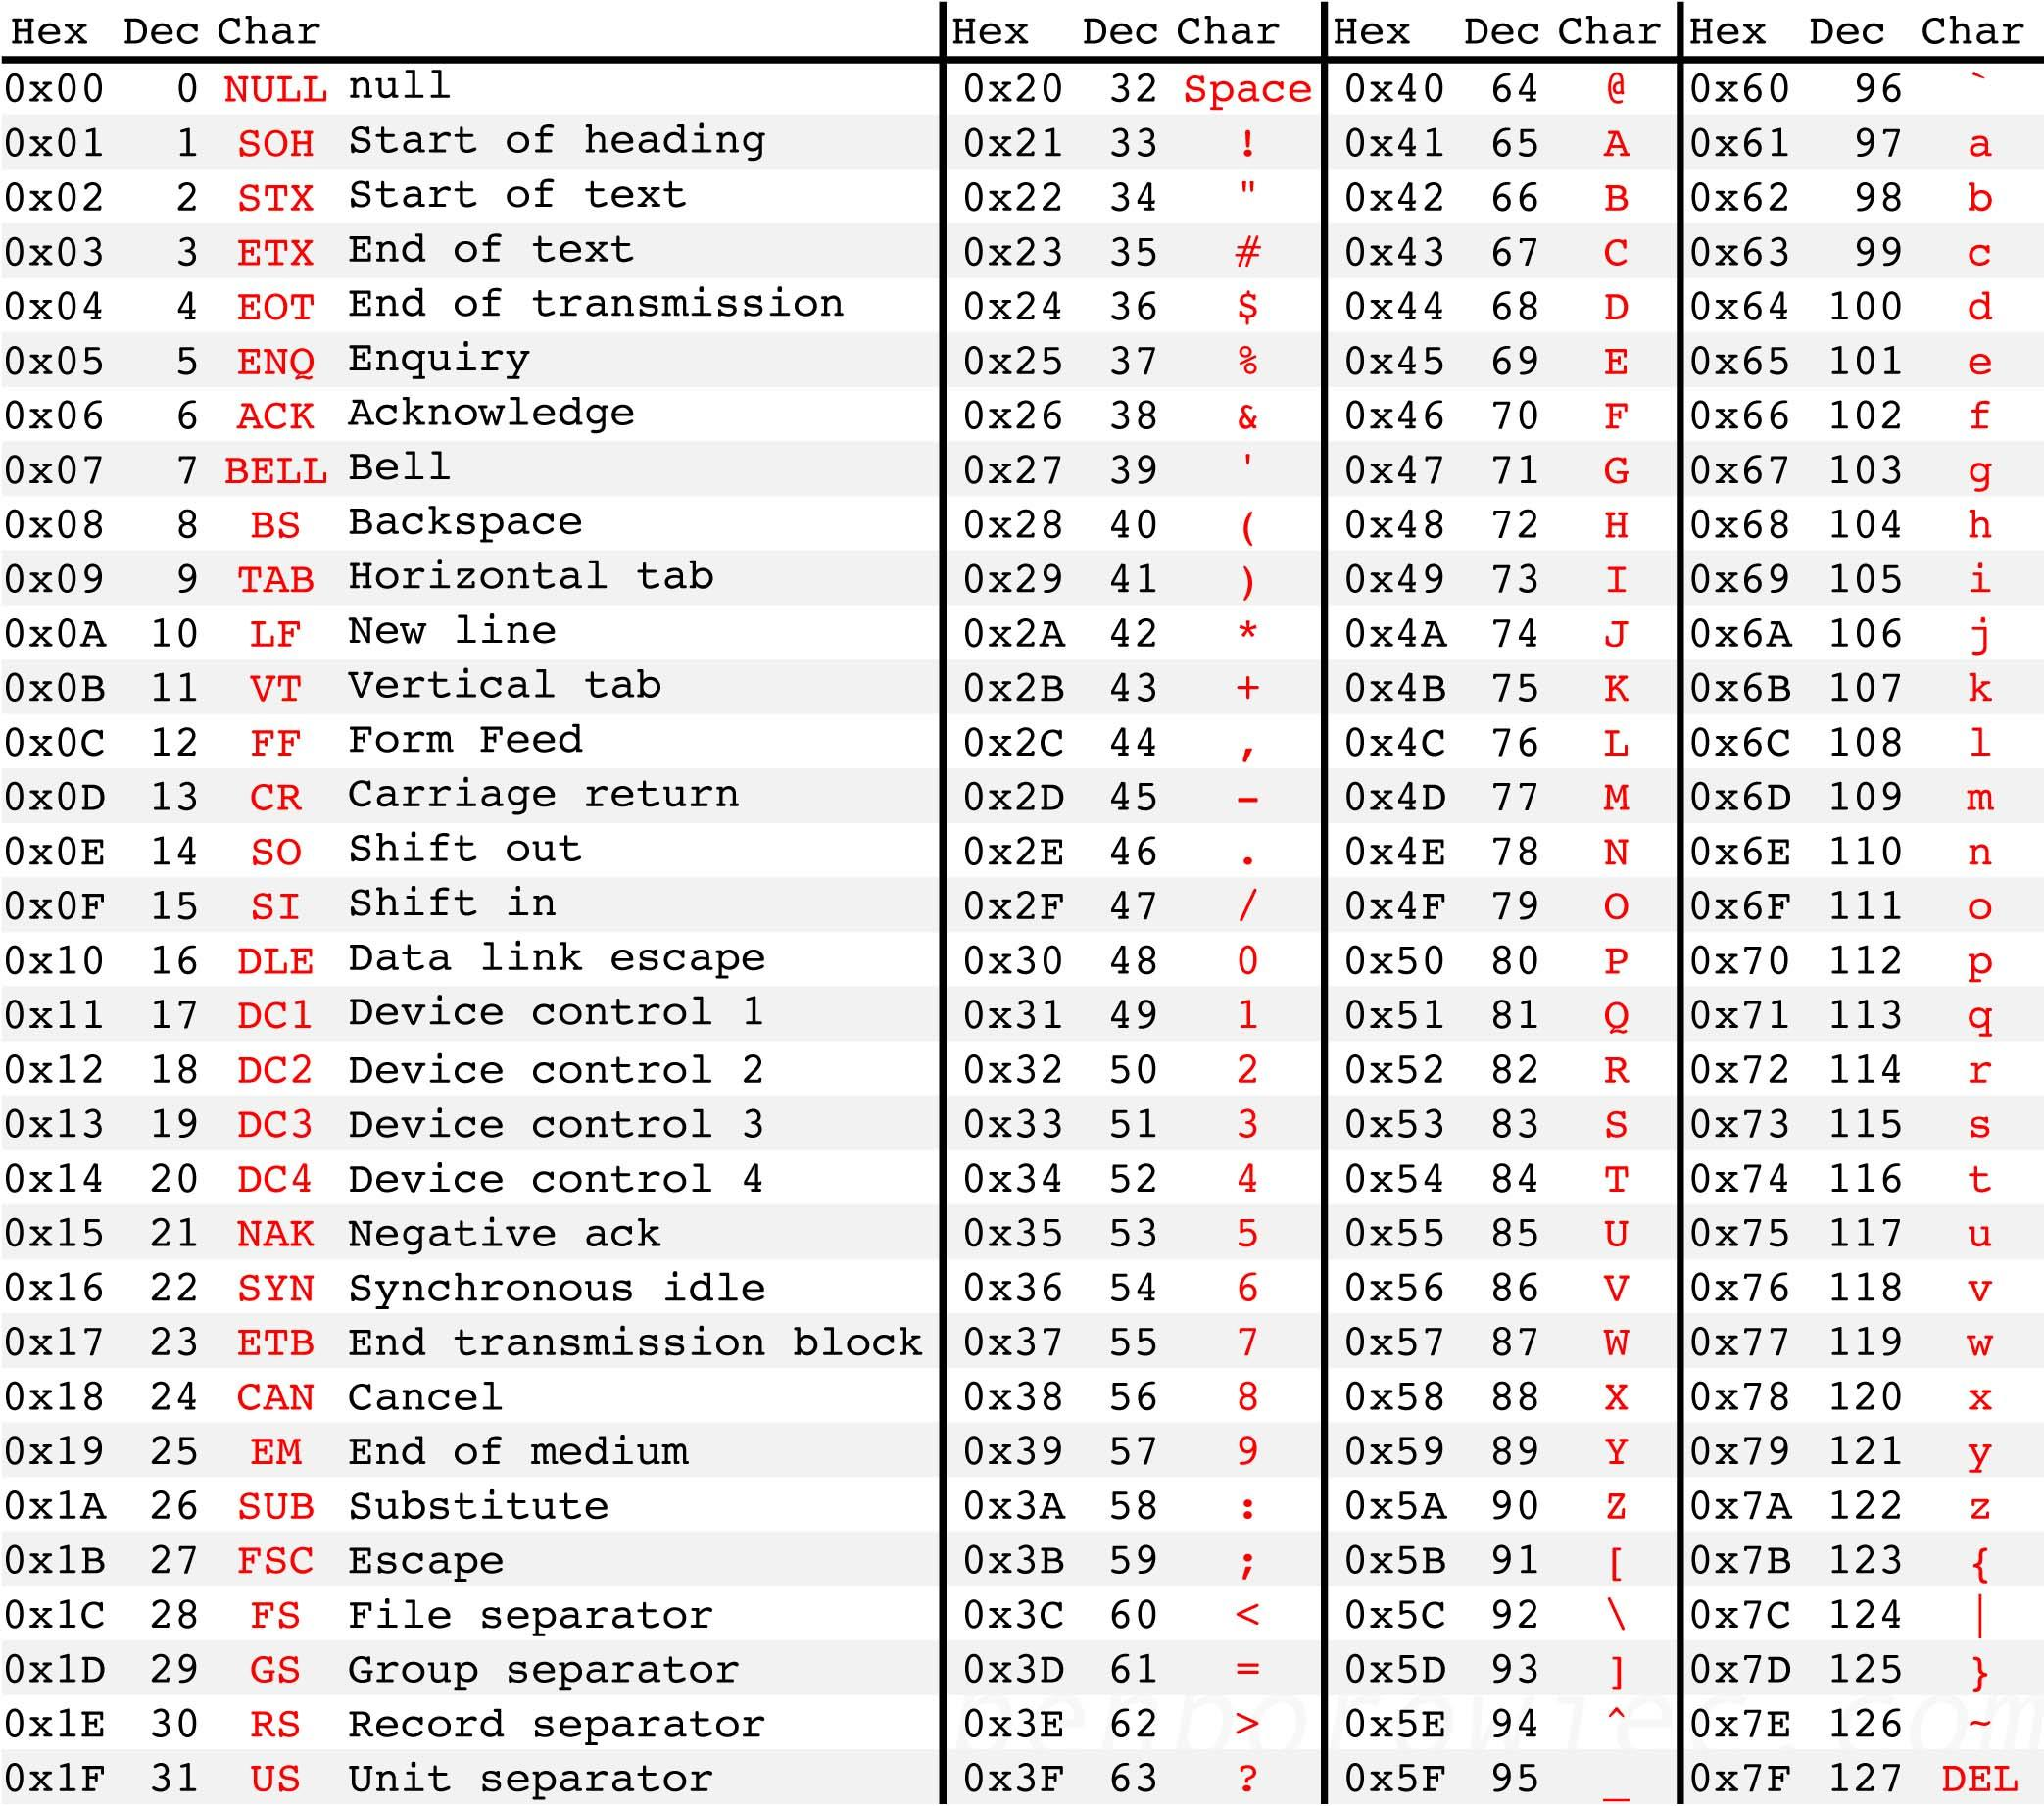 Hex Dec Char Hex Dec Char Hex Dec Char Hex Dec Char
0x00 0 NULL null 0x20 32 Space 0x40 64 @ 0x60 96 `
0x01 1 SOH Start of heading 0x21 33 ! 0x41 65 A 0x61 97 a
0x02 2 STX Start of text 0x22 34 " 0x42 66 B 0x62 98 b
0x03 3 ETX End of text 0x23 35 # 0x43 67 C 0x63 99 c
0x04 4 EOT End of transmission 0x24 36 $ 0x44 68 D 0x64 100 d
0x05 5 ENQ Enquiry 0x25 37 % 0x45 69 E 0x65 101 e
0x06 6 ACK Acknowledge 0x26 38 & 0x46 70 F 0x66 102 f
0x07 7 BELL Bell 0x27 39 ' 0x47 71 G 0x67 103 g
0x08 8 BS Backspace 0x28 40 ( 0x48 72 H 0x68 104 h
0x09 9 TAB Horizontal tab 0x29 41 ) 0x49 73 I 0x69 105 i
0x0A 10 LF New line 0x2A 42 * 0x4A 74 J 0x6A 106 j
0x0B 11 VT Vertical tab 0x2B 43 + 0x4B 75 K 0x6B 107 k
0x0C 12 FF Form Feed 0x2C 44 , 0x4C 76 L 0x6C 108 l
0x0D 13 CR Carriage return 0x2D 45 - 0x4D 77 M 0x6D 109 m
0x0E 14 SO Shift out 0x2E 46 . 0x4E 78 N 0x6E 110 n
0x0F 15 SI Shift in 0x2F 47 / 0x4F 79 O 0x6F 111 o
0x10 16 DLE Data link escape 0x30 48 0 0x50 80 P 0x70 112 p
0x11 17 DC1 Device control 1 0x31 49 1 0x51 81 Q 0x71 113 q
0x12 18 DC2 Device control 2 0x32 50 2 0x52 82 R 0x72 114 r
0x13 19 DC3 Device control 3 0x33 51 3 0x53 83 S 0x73 115 s
0x14 20 DC4 Device control 4 0x34 52 4 0x54 84 T 0x74 116 t
0x15 21 NAK Negative ack 0x35 53 5 0x55 85 U 0x75 117 u
0x16 22 SYN Synchronous idle 0x36 54 6 0x56 86 V 0x76 118 v
0x17 23 ETB End transmission block 0x37 55 7 0x57 87 W 0x77 119 w
0x18 24 CAN Cancel 0x38 56 8 0x58 88 X 0x78 120 x
0x19 25 EM End of medium 0x39 57 9 0x59 89 Y 0x79 121 y
0x1A 26 SUB Substitute 0x3A 58 : 0x5A 90 Z 0x7A 122 z
0x1B 27 FSC Escape 0x3B 59 ; 0x5B 91 [ 0x7B 123 {
0x1C 28 FS File separator 0x3C 60 < 0x5C 92 \ 0x7C 124 |
0x1D 29 GS Group separator 0x3D 61 = 0x5D 93 ] 0x7D 125 }
0x1E 30 RS Record separator 0x3E 62 > 0x5E 94 ^ 0x7E 126 ~
0x1F 31 US Unit separator 0x3F 63 ? 0x5F 95 _ 0x7F 127 DEL